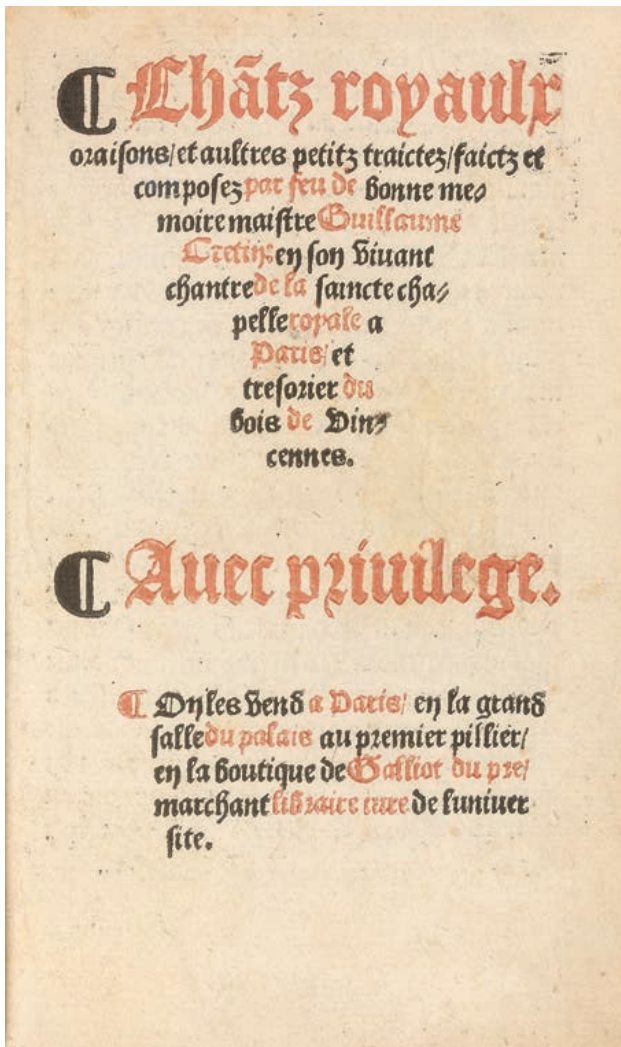 ¶ Chãtz royaulx
oraisons/et aultres petitz traictez/faictz et
composez par feu de bonne me⸗
moire maistre Guillaume
Cretin: en son viuant
chantre de la saincte cha⸗
pelle royale a
Paris/ et
tresorier du
bois de Vin⸗
cennes.
¶ Auec priuilege.
¶ On les vend a Paris/ en la grand
salle du palais au premier pillier/
en la boutique de Galliot du pre/
marchant libraire iure de luniuer
site.